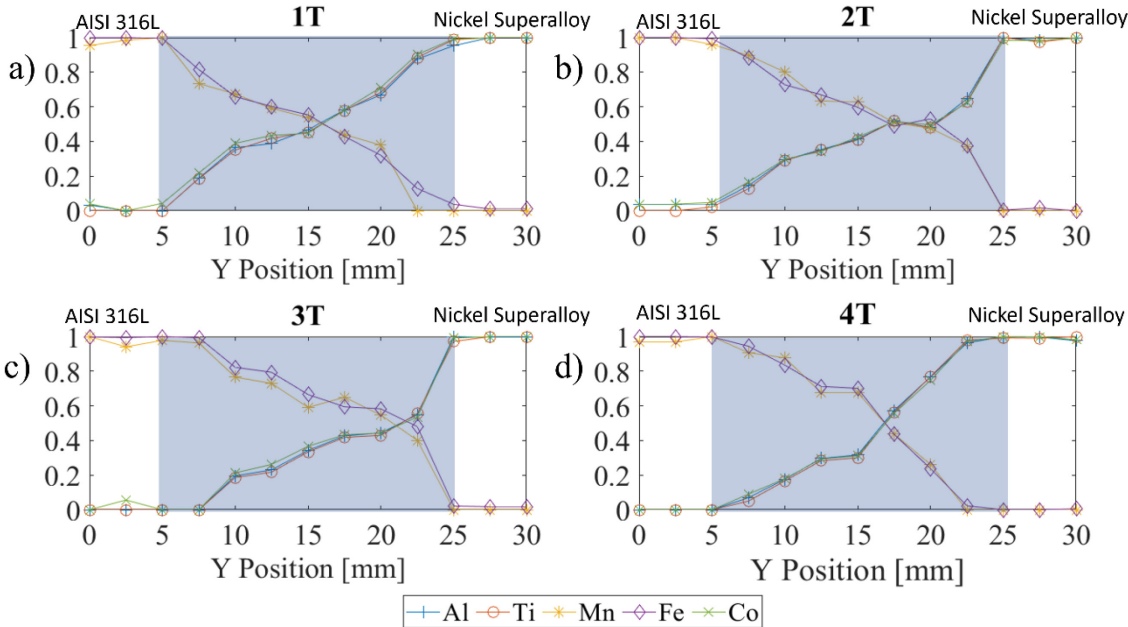 1T
AISI 316L Nickel Superalloy
a)
1
0.8
0.6
0.4
0.2
0
0 5 10 15 20 25 30
Y Position [mm]
2T
AISI 316L Nickel Superalloy
b)
1
0.8
0.6
0.4
0.2
0
0 5 10 15 20 25 30
Y Position [mm]
3T
AISI 316L Nickel Superalloy
c)
1
0.8
0.6
0.4
0.2
0
0 5 10 15 20 25 30
Y Position [mm]
4T
AISI 316L Nickel Superalloy
d)
1
0.8
0.6
0.4
0.2
0
0 5 10 15 20 25 30
Y Position [mm]
Al Ti Mn Fe Co